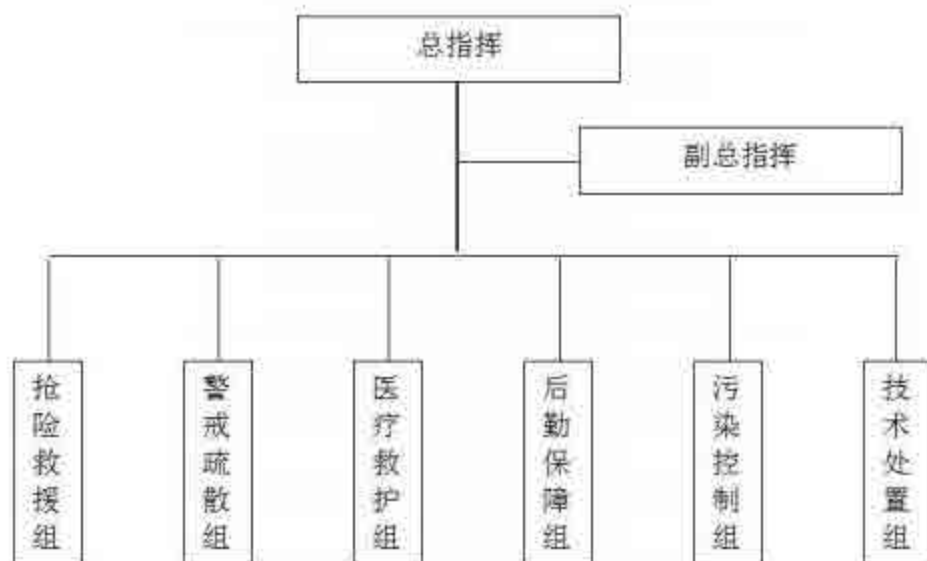 总指挥
副总指挥
抢险救援组
警戒疏散组
医疗救护组
后勤保障组
污染控制组
技术处置组